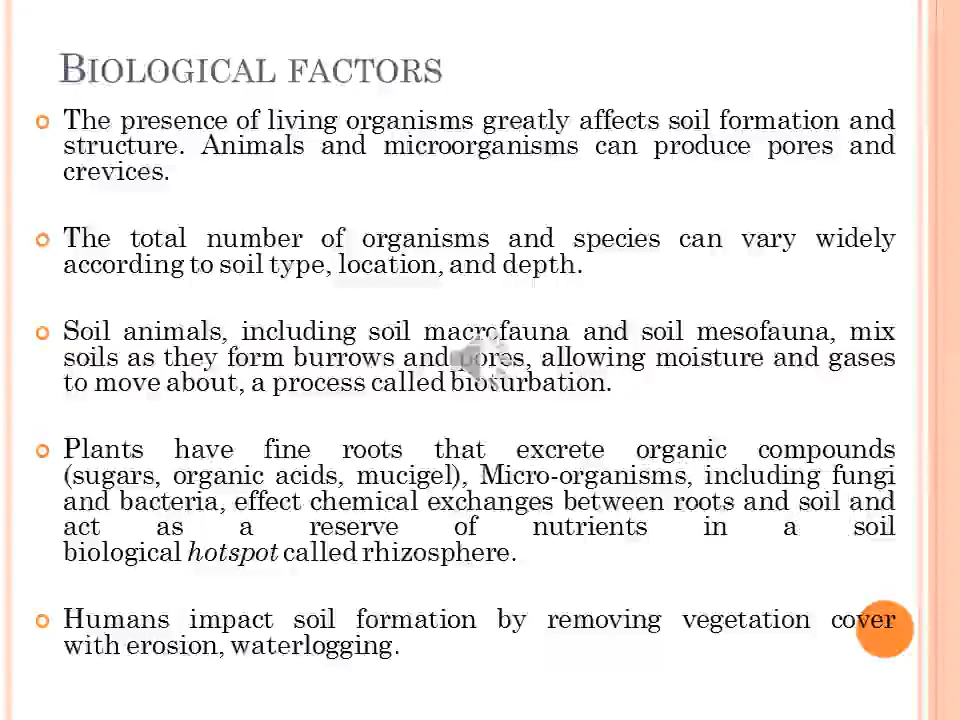 BIOLOGICAL FACTORS
The presence of living organisms greatly affects soil formation and
structure. Animals and microorganisms can produce pores and
crevices.
The total number of organisms and species can vary widely
according to soil type, location, and depth.
Soil animals, including soil macrofauna and soil mesofauna, mix
soils as they form burrows and pores, allowing moisture and gases
to move about, a process called bioturbation.
Plants have fine roots that excrete organic compounds
(sugars, organic acids, mucigel), Micro-organisms, including fungi
and bacteria, effect chemical exchanges between roots and soil and
act as a reserve of nutrients in a soil
biological hotspot called rhizosphere.
Humans impact soil formation by removing vegetation cover
with erosion, waterlogging.